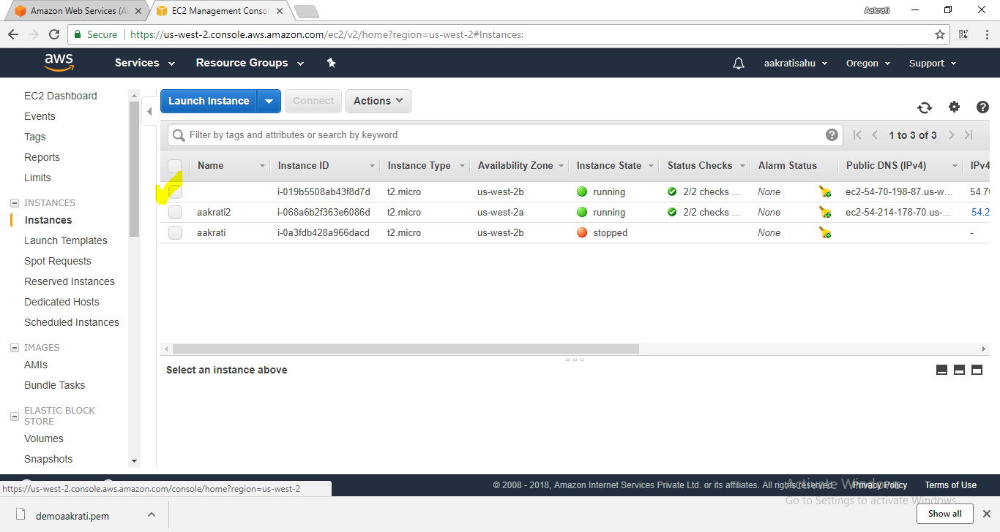 Amazon Web Services (A
EC2 Management Conso
Aakrati
Secure
https://us-west-2.console.aws.amazon.com/ec2/v2/home?region=us-west-2#Instances:
aws
Services
Resource Groups
aakratisahu
Oregon
Support
EC2 Dashboard
Events
Tags
Reports
Limits
INSTANCES
Instances
Launch Templates
Spot Requests
Reserved Instances
Dedicated Hosts
Scheduled Instances
IMAGES
AMIs
Bundle Tasks
ELASTIC BLOCK
STORE
Volumes
Snapshots
Launch Instance
Connect
Actions
Filter by tags and attributes or search by keyword
1 to 3 of 3
Name Instance ID Instance Type Availability Zone Instance State Status Checks Alarm Status Public DNS (IPv4) IPv4
i-019b5508ab43f8d7d t2.micro us-west-2b running 2/2 checks ... None ec2-54-70-198-87.us-w... 54.70
aakrati2 i-068a6b2f363e6086d t2.micro us-west-2a running 2/2 checks ... None ec2-54-214-178-70.us-... 54.2
aakrati i-0a3fdb428a966dacd t2.micro us-west-2b stopped None -
Select an instance above
https://us-west-2.console.aws.amazon.com/console/home?region=us-west-2
© 2008 - 2018, Amazon Internet Services Private Ltd. or its affiliates. All rights reserved.
Privacy Policy
Terms of Use
Activate Windows
Go to Settings to activate Windows.
demoaakrati.pem
Show all